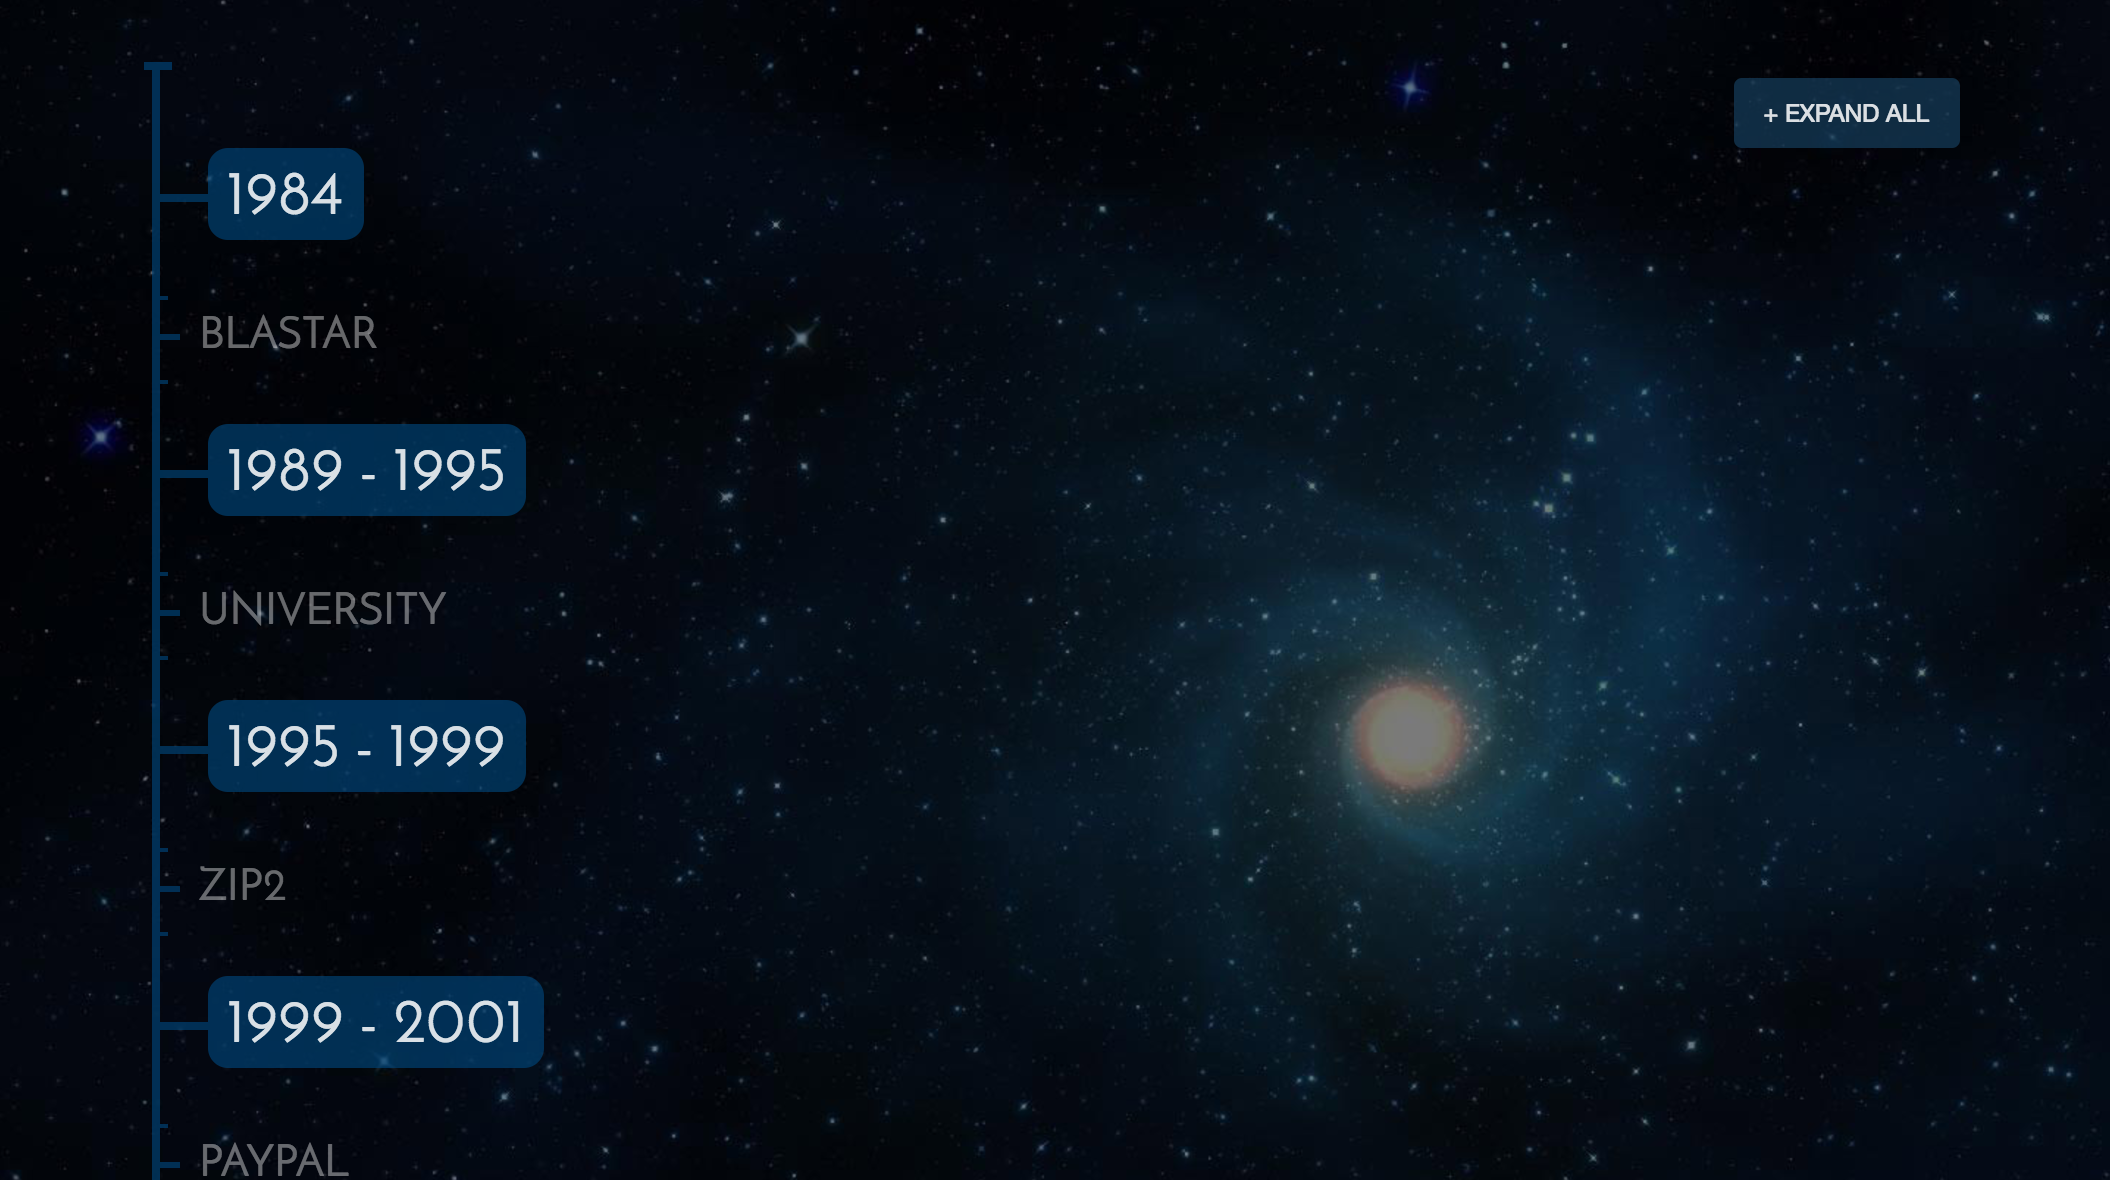 + EXPAND ALL
1984
BLASTAR
1989 - 1995
UNIVERSITY
1995 - 1999
ZIP2
1999 - 2001
PAYPAL